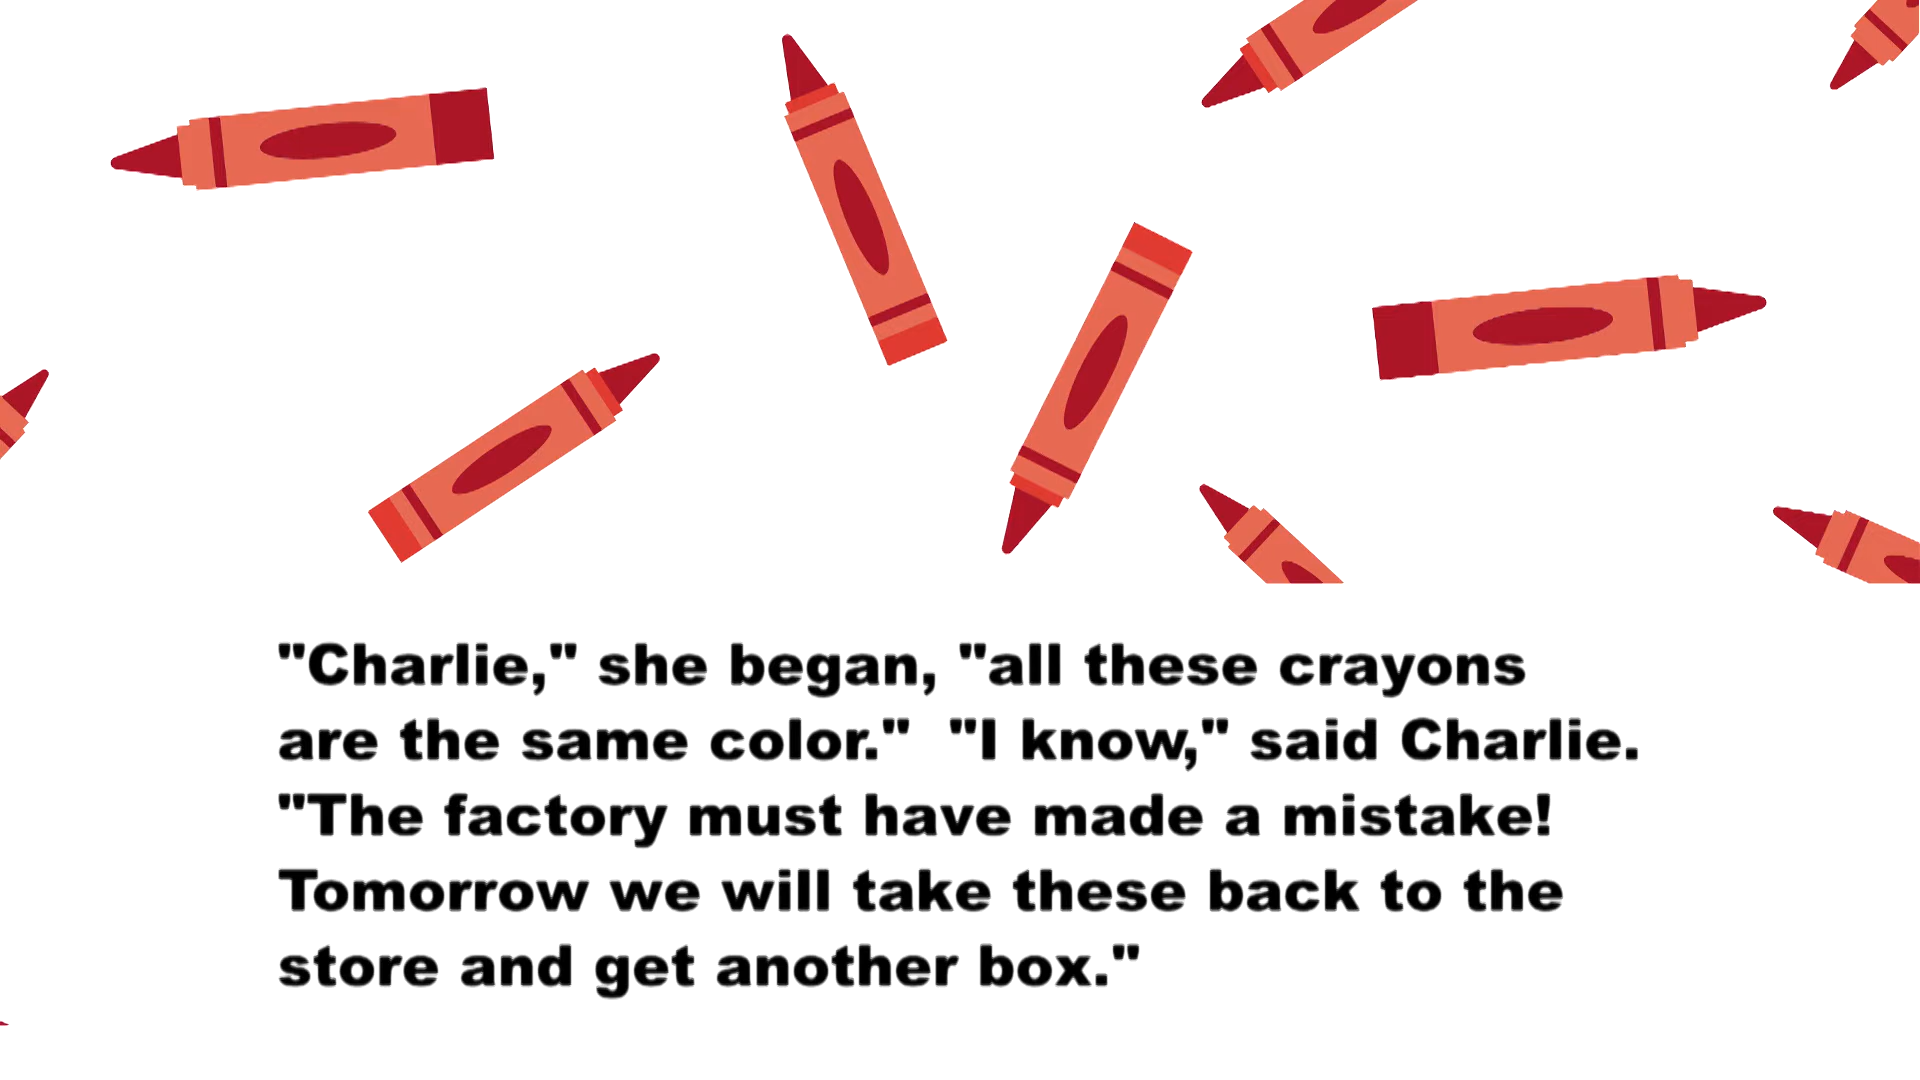 "Charlie," she began, "all these crayons
are the same color."  "I know," said Charlie.
"The factory must have made a mistake!
Tomorrow we will take these back to the
store and get another box."